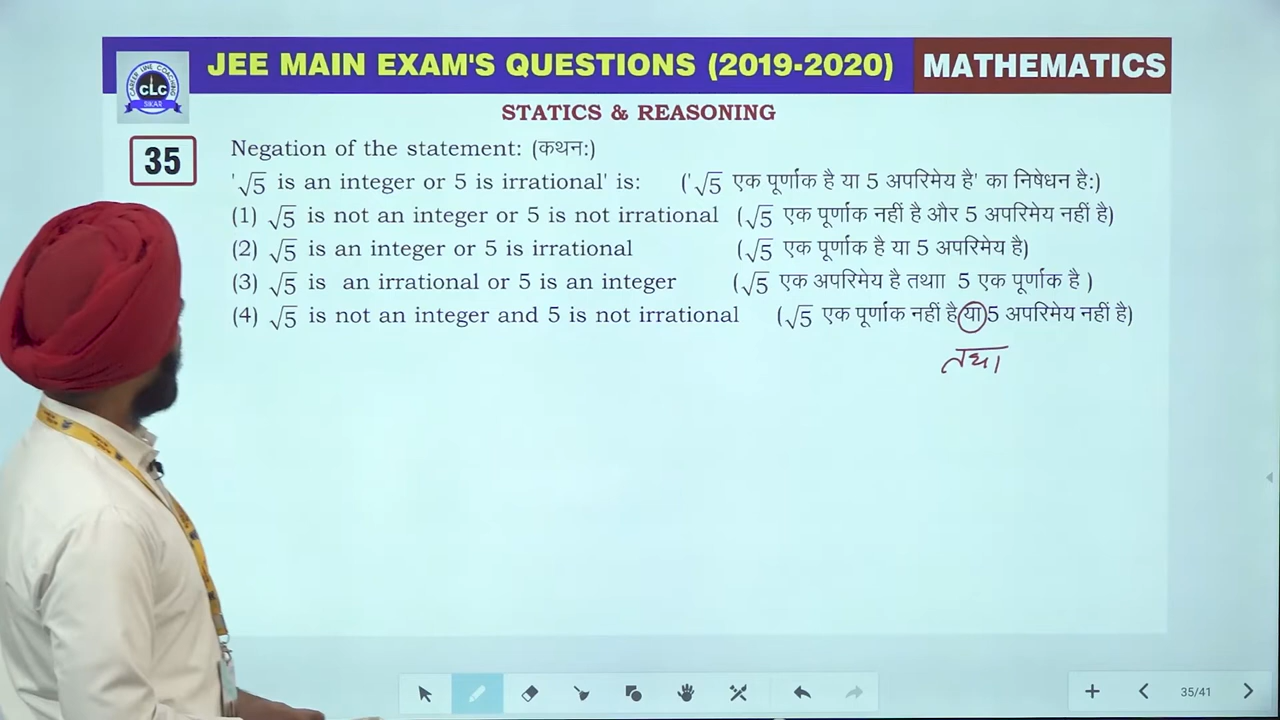 JEE MAIN EXAM'S QUESTIONS (2019-2020) MATHEMATICS
CLC
SIKAR
STATICS & REASONING
35 Negation of the statement: (कथन:)
'√5 is an integer or 5 is irrational' is: ('√5 एक पूर्णांक है या 5 अपरिमेय है' का निषेधन है:)
(1) √5 is not an integer or 5 is not irrational (√5 एक पूर्णांक नहीं है और 5 अपरिमेय नहीं है)
(2) √5 is an integer or 5 is irrational (√5 एक पूर्णांक है या 5 अपरिमेय है)
(3) √5 is an irrational or 5 is an integer (√5 एक अपरिमेय है तथाा 5 एक पूर्णांक है )
(4) √5 is not an integer and 5 is not irrational (√5 एक पूर्णांक नहीं है या 5 अपरिमेय नहीं है)
तथा
35/41